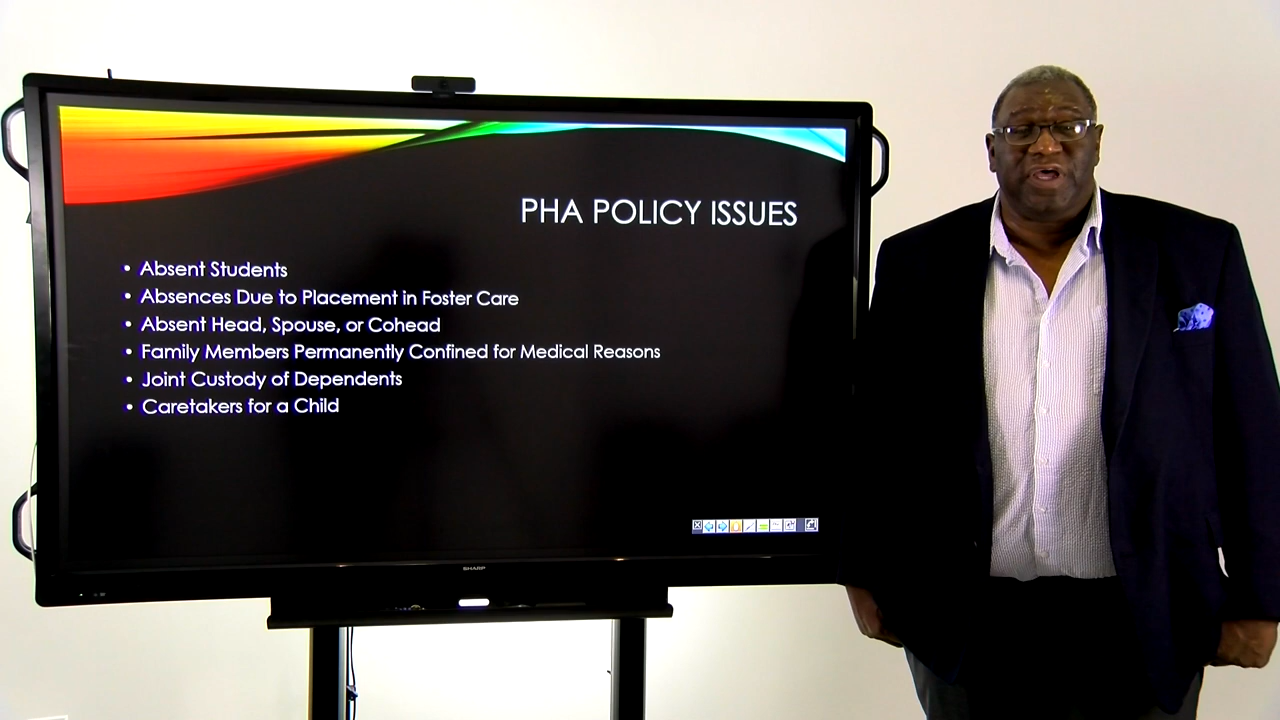 PHA POLICY ISSUES
• Absent Students
• Absences Due to Placement in Foster Care
• Absent Head, Spouse, or Cohead
• Family Members Permanently Confined for Medical Reasons
• Joint Custody of Dependents
• Caretakers for a Child
SHARP